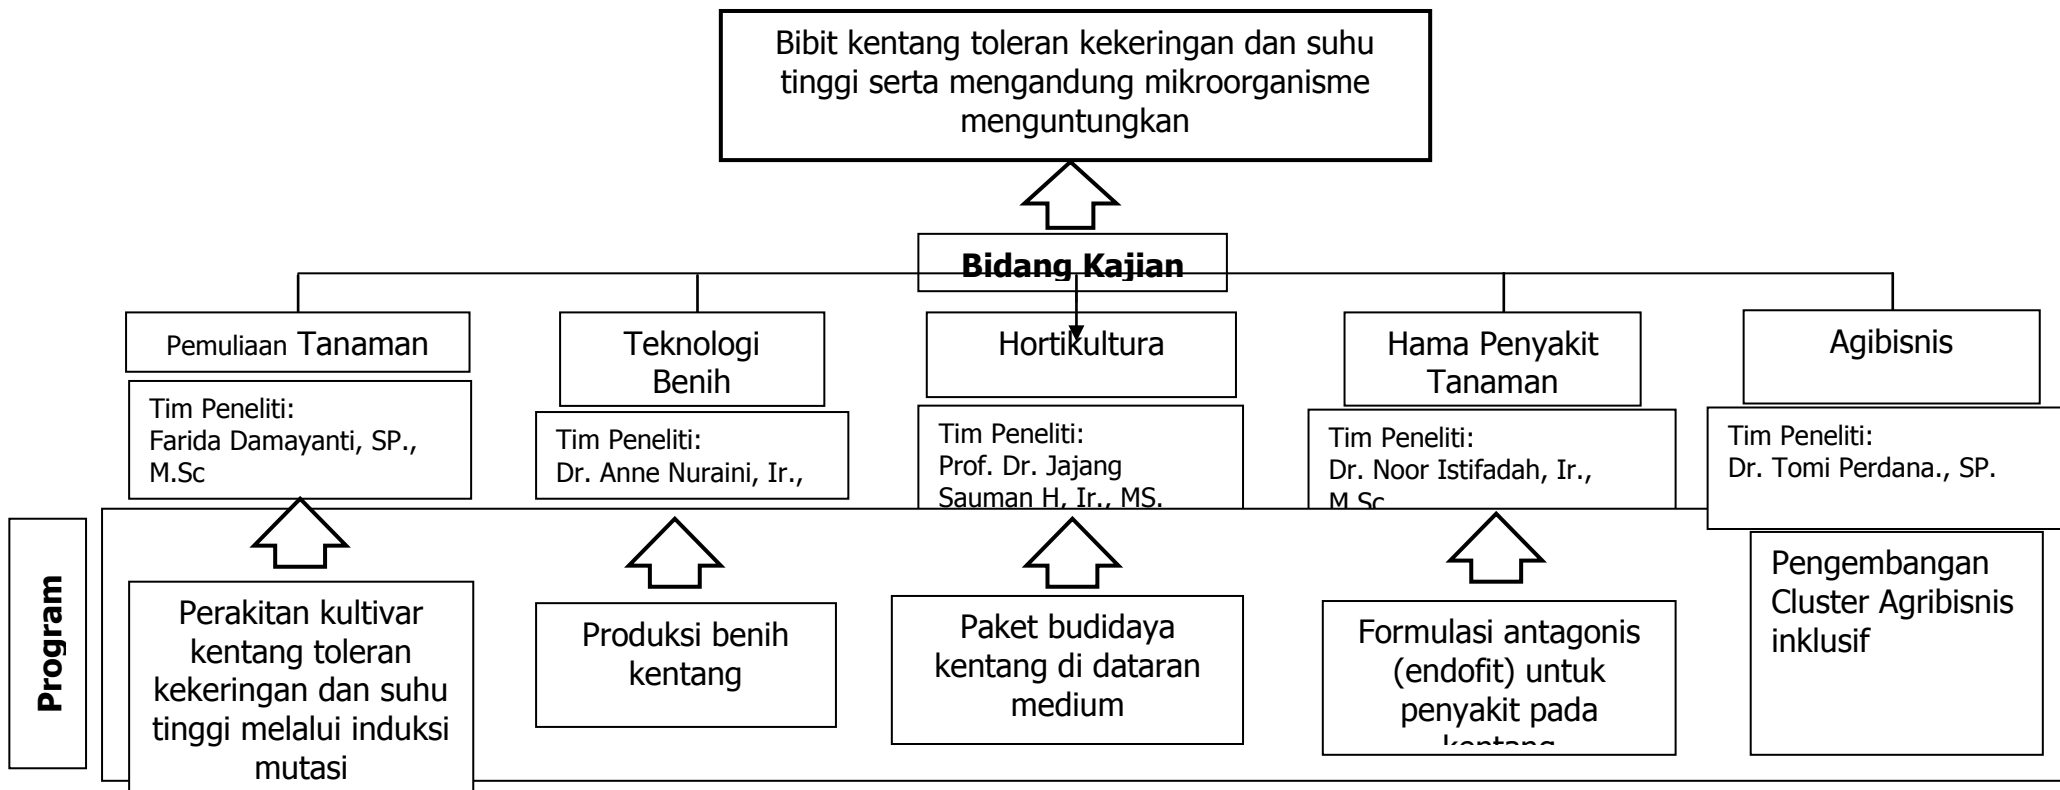 Bibit kentang toleran kekeringan dan suhu
tinggi serta mengandung mikroorganisme
menguntungkan
Bidang Kajian
Pemuliaan Tanaman
Tim Peneliti:
Farida Damayanti, SP.,
M.Sc
Teknologi
Benih
Tim Peneliti:
Dr. Anne Nuraini, Ir.,
Hortikultura
Tim Peneliti:
Prof. Dr. Jajang
Sauman H, Ir., MS.
Hama Penyakit
Tanaman
Tim Peneliti:
Dr. Noor Istifadah, Ir.,
M.Sc
Agibisnis
Tim Peneliti:
Dr. Tomi Perdana., SP.
Program
Perakitan kultivar
kentang toleran
kekeringan dan suhu
tinggi melalui induksi
mutasi
Produksi benih
kentang
Paket budidaya
kentang di dataran
medium
Formulasi antagonis
(endofit) untuk
penyakit pada
kentang
Pengembangan
Cluster Agribisnis
inklusif